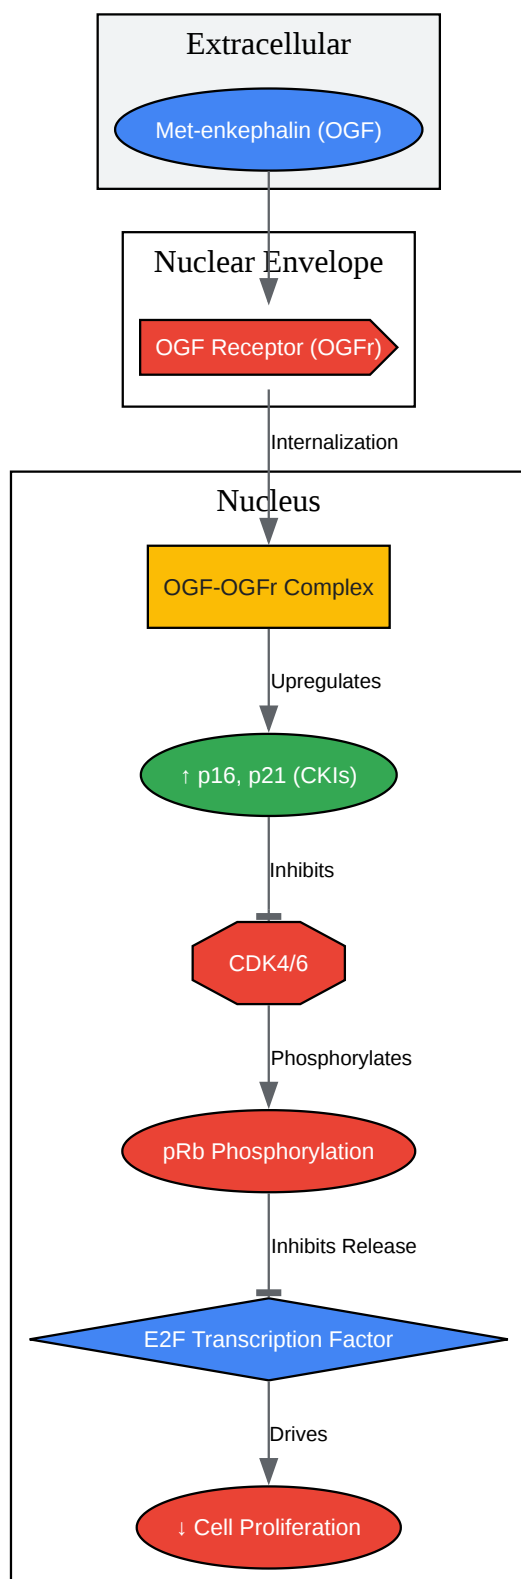 Extracellular
Met-enkephalin (OGF)
Nuclear Envelope
OGF Receptor (OGFr)
Internalization
Nucleus
OGF-OGFr Complex
Upregulates
↑ p16, p21 (CKIs)
Inhibits
CDK4/6
Phosphorylates
pRb Phosphorylation
Inhibits Release
E2F Transcription Factor
Drives
↓ Cell Proliferation